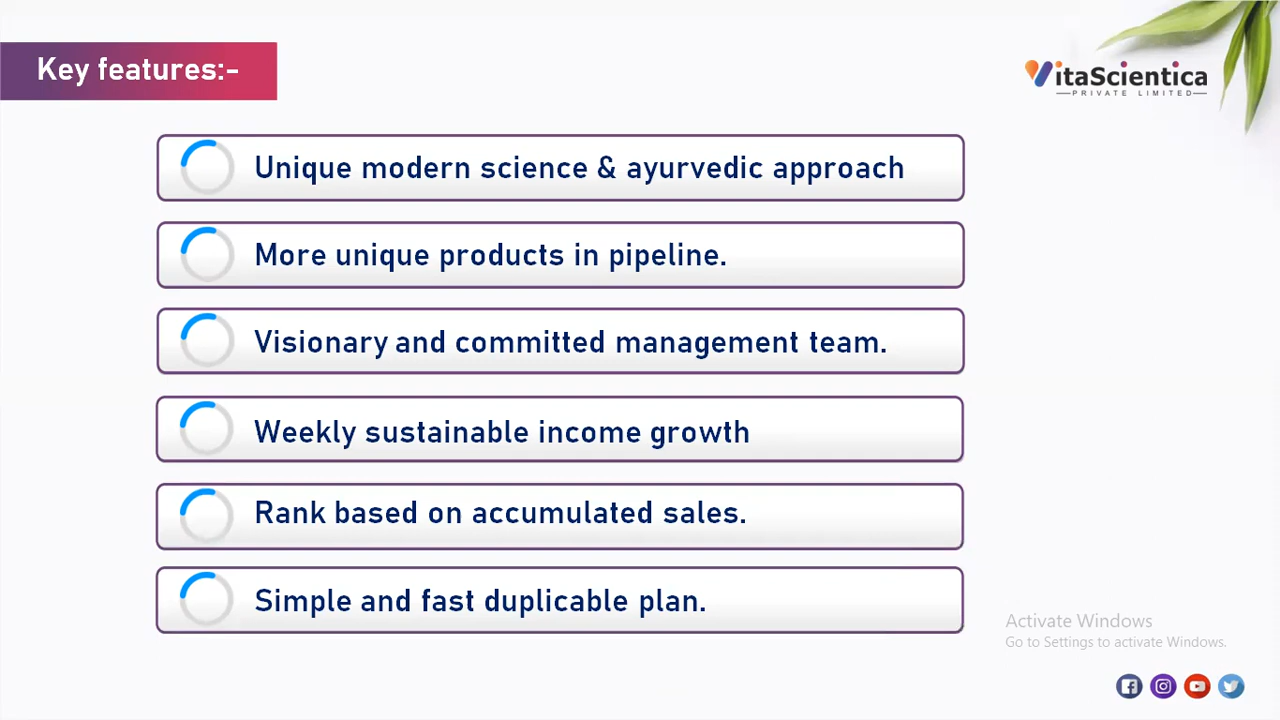 Key features:-
VitaScientica
PRIVATE LIMITED
Unique modern science & ayurvedic approach
More unique products in pipeline.
Visionary and committed management team.
Weekly sustainable income growth
Rank based on accumulated sales.
Simple and fast duplicable plan.
Activate Windows
Go to Settings to activate Windows.